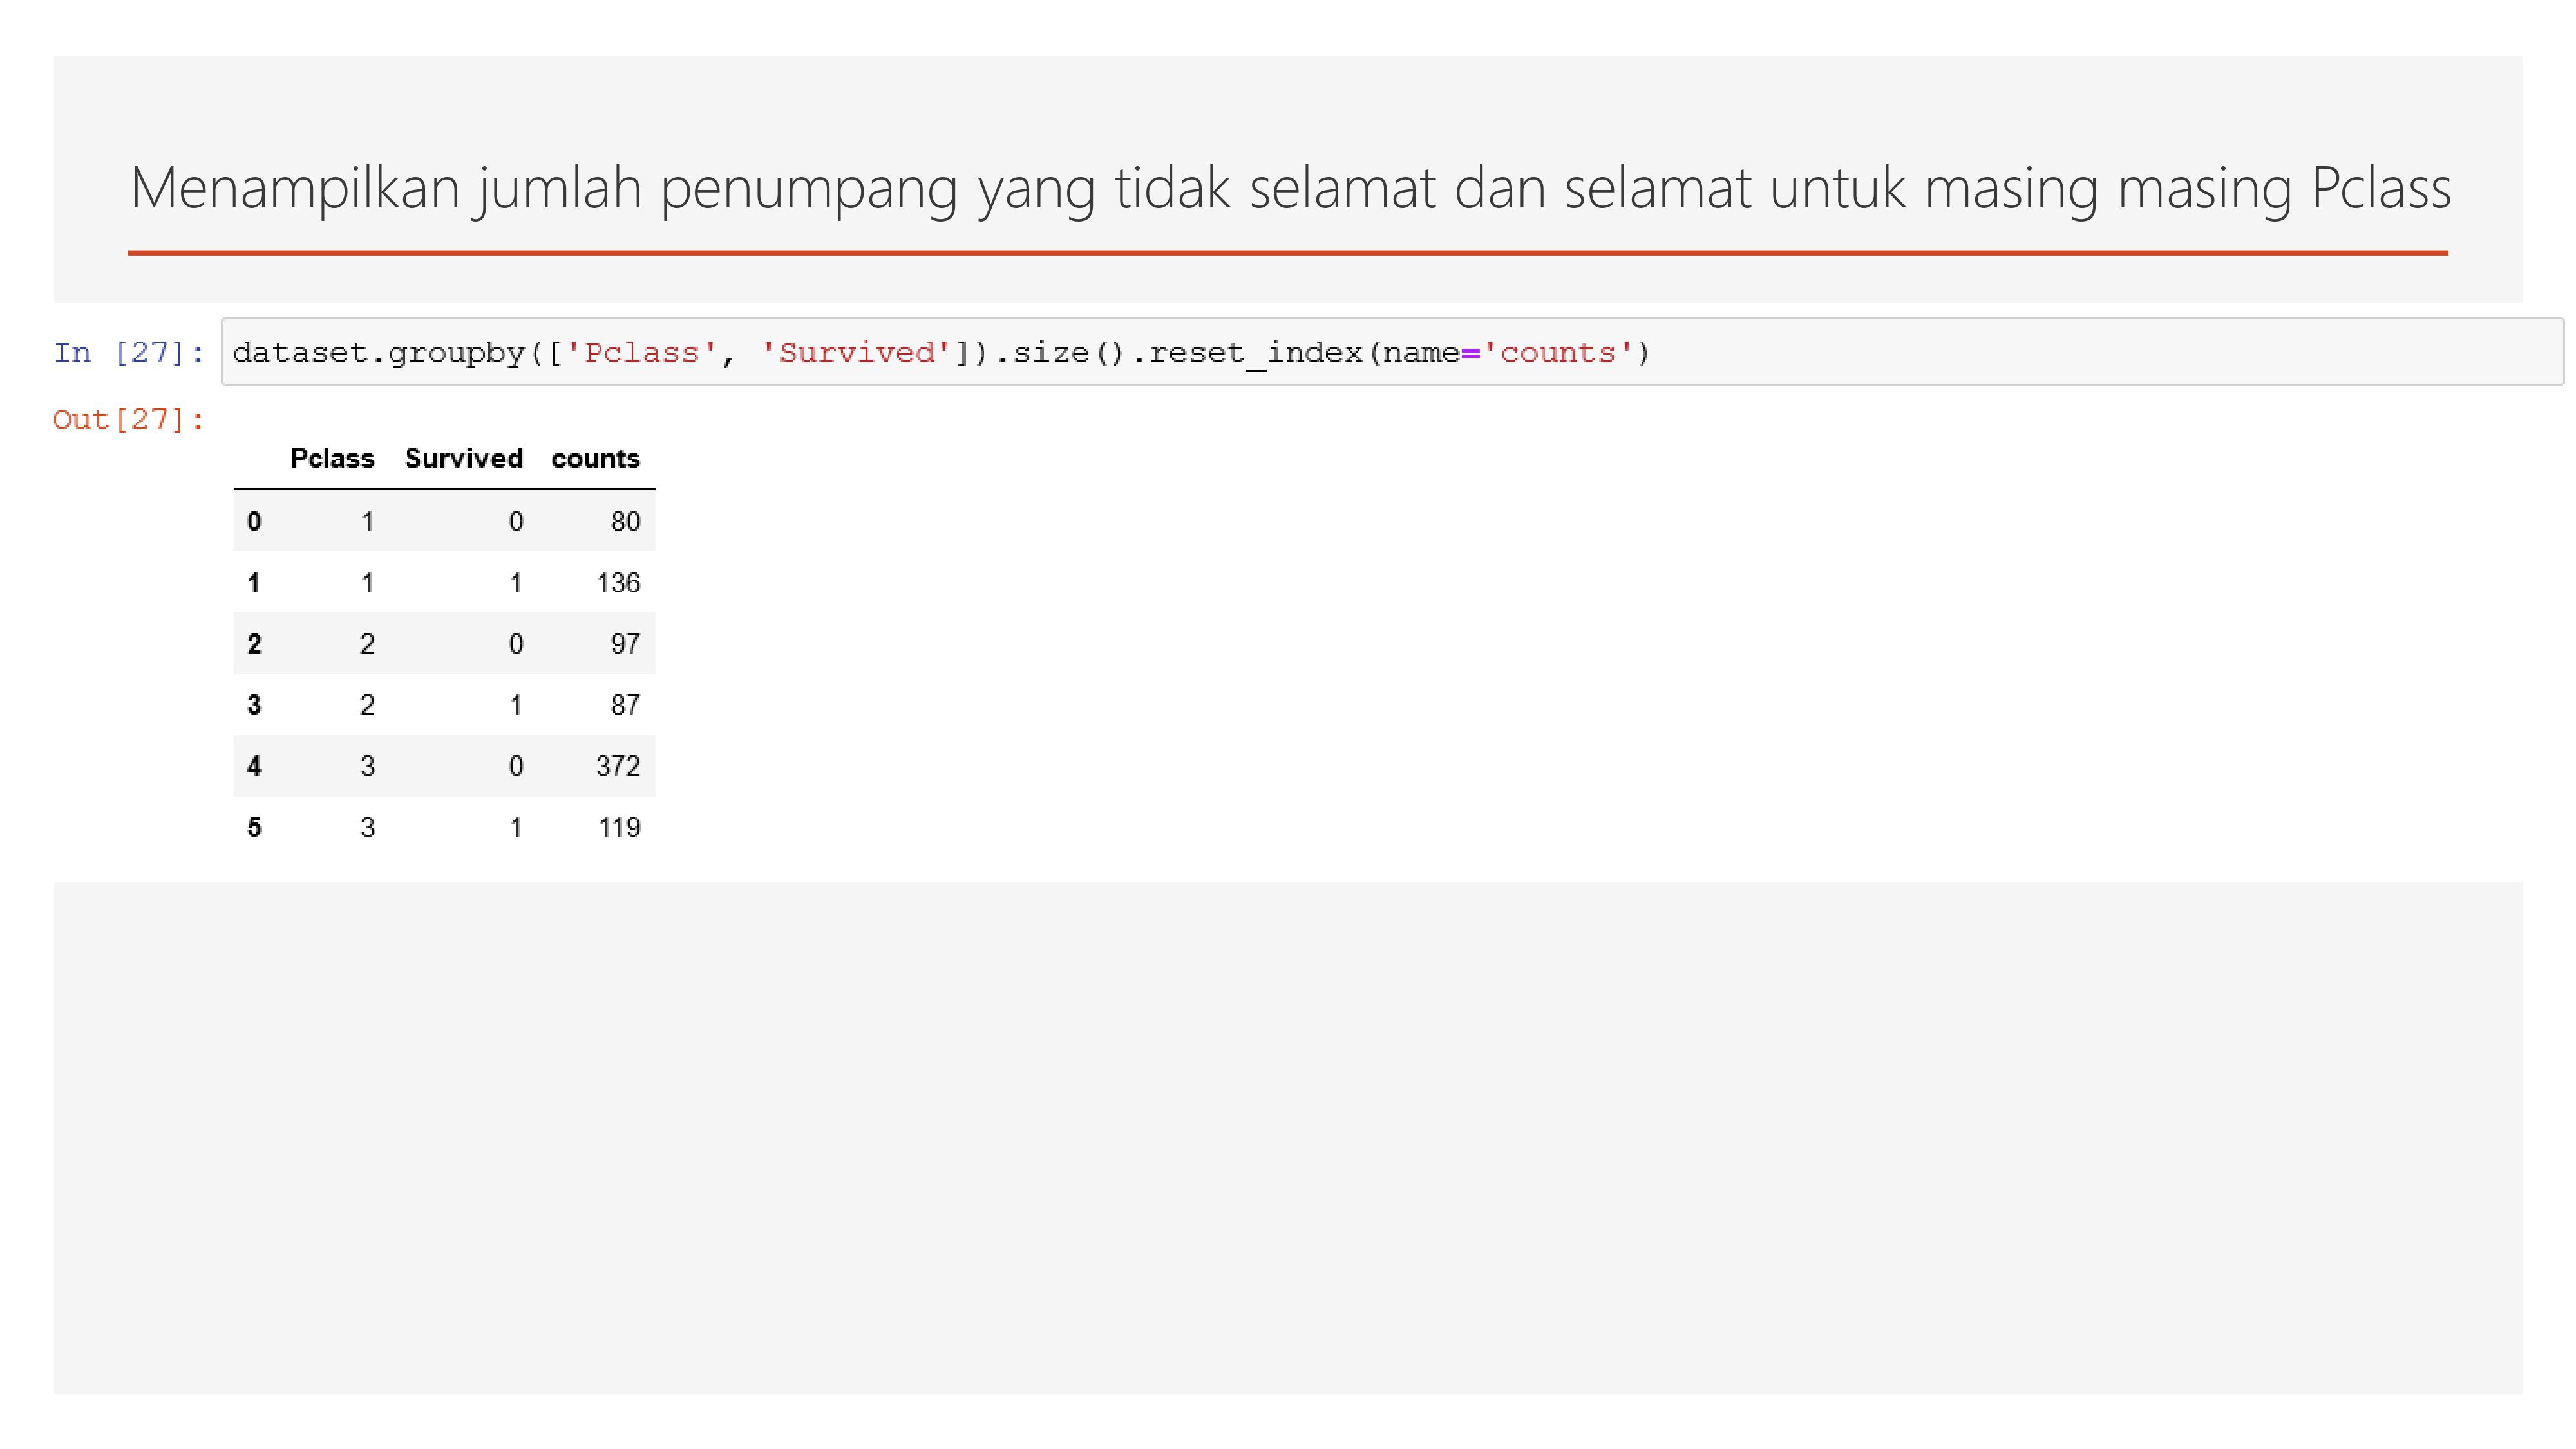 Menampilkan jumlah penumpang yang tidak selamat dan selamat untuk masing masing Pclass
In [27]: dataset.groupby(['Pclass', 'Survived']).size().reset_index(name='counts')
Out[27]:
Pclass Survived counts
0 1 0 80
1 1 1 136
2 2 0 97
3 2 1 87
4 3 0 372
5 3 1 119